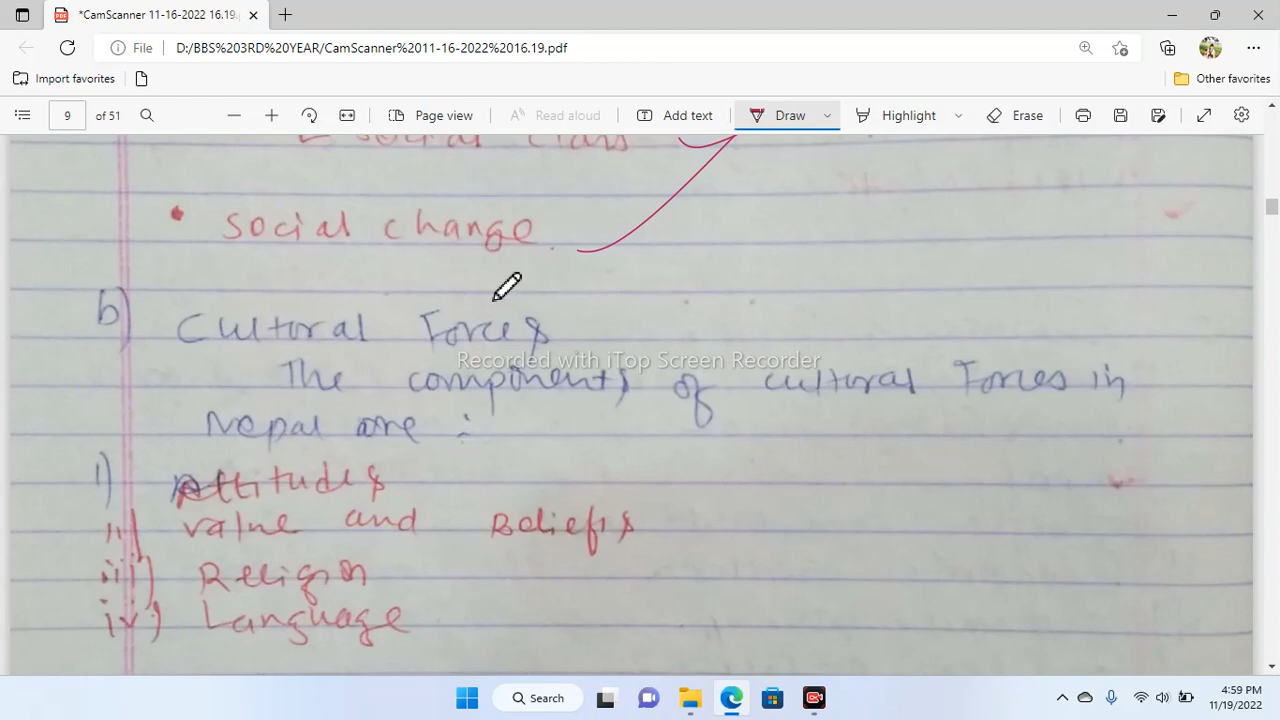 *CamScanner 11-16-2022 16.19.p
File D:/BBS%203RD%20YEAR/CamScanner%2011-16-2022%2016.19.pdf
Import favorites
Other favorites
9 of 51
Page view
Read aloud
Add text
Draw
Highlight
Erase
social class
• social change
b) Cultural Forces
Recorded with iTop Screen Recorder
The components of cultural Forces in
Nepal are :
i) Attitudes
ii) value and Beliefs
iii) Religion
iv) Language
Search
4:59 PM
11/19/2022